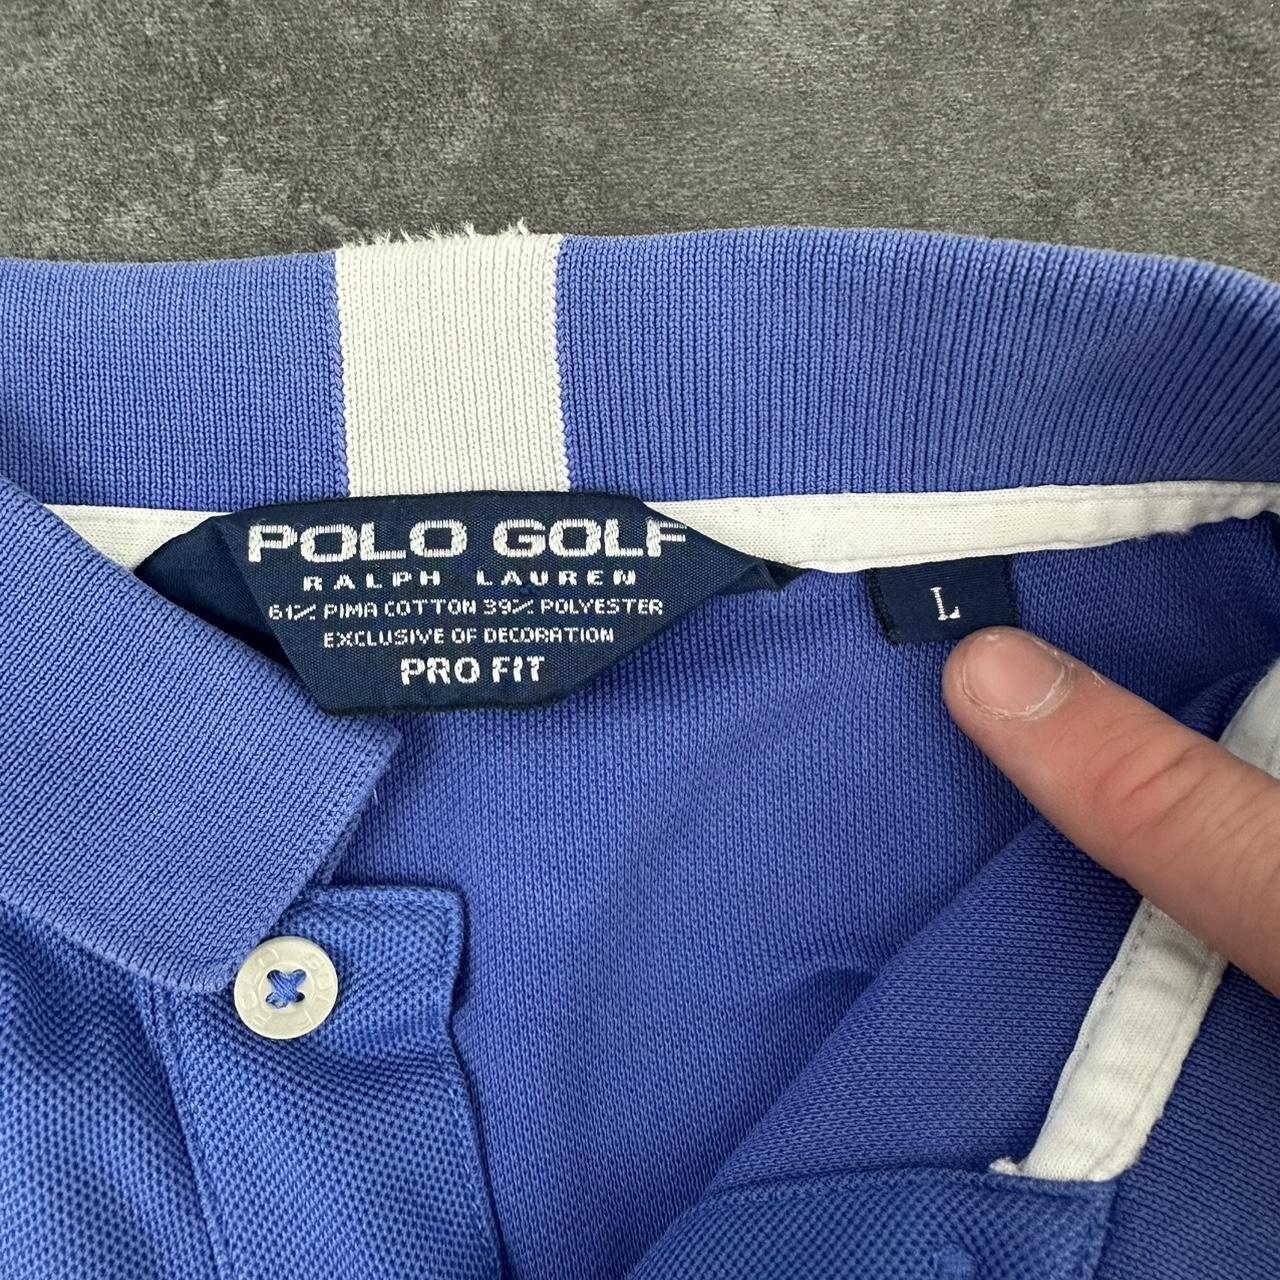 POLO GOLF
RALPH LAUREN
61% PIMA COTTON 39% POLYESTER
EXCLUSIVE OF DECORATION
PRO FIT
L